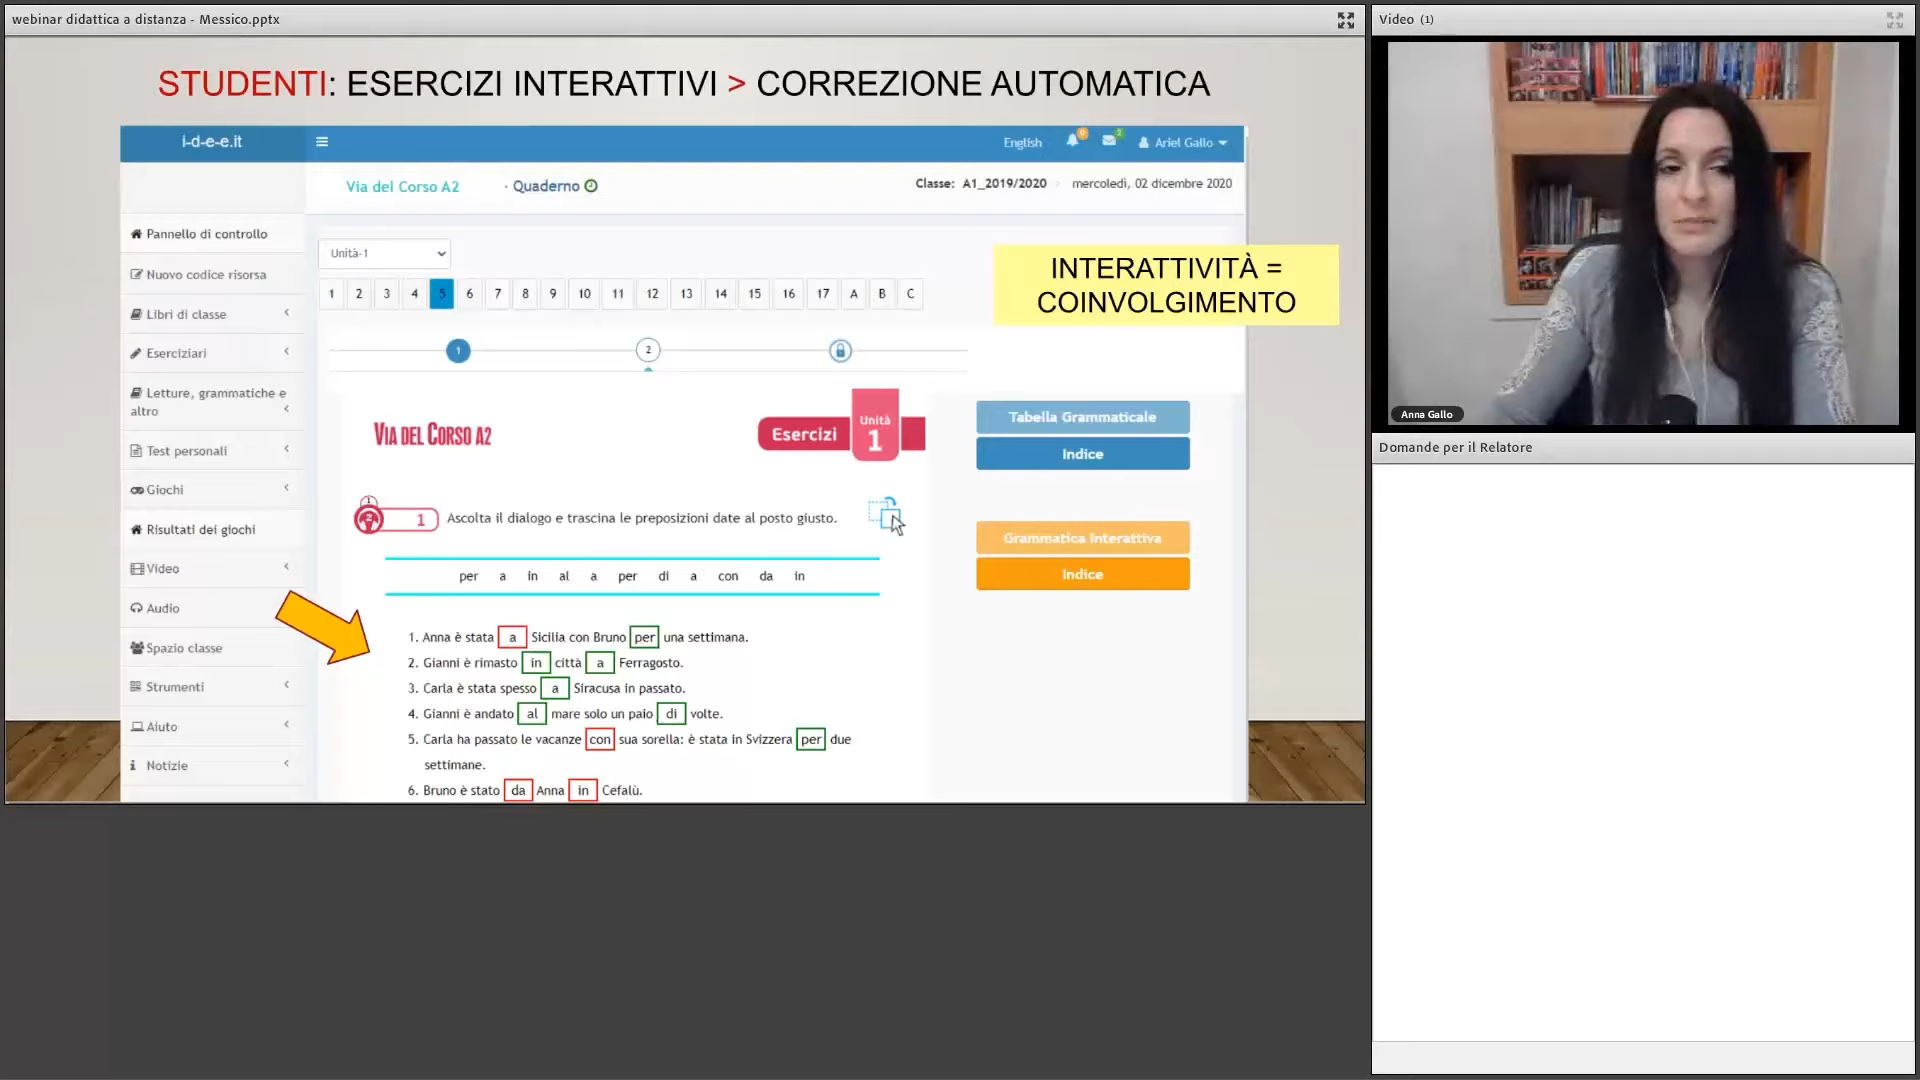 webinar didattica a distanza - Messico.pptx
STUDENTI: ESERCIZI INTERATTIVI > CORREZIONE AUTOMATICA
i-d-e-e.it
English
0
2
Ariel Gallo
Via del Corso A2
· Quaderno
Classe: A1_2019/2020
mercoledì, 02 dicembre 2020
Pannello di controllo
Nuovo codice risorsa
Libri di classe
Eserciziari
Letture, grammatiche e
altro
Test personali
Giochi
Risultati dei giochi
Video
Audio
Spazio classe
Strumenti
Aiuto
Notizie
Unità-1
1 2 3 4 5 6 7 8 9 10 11 12 13 14 15 16 17 A B C
INTERATTIVITÀ =
COINVOLGIMENTO
1
2
VIA DEL CORSO A2
Esercizi
Unità
1
Tabella Grammaticale
Indice
Grammatica Interattiva
Indice
1
1 Ascolta il dialogo e trascina le preposizioni date al posto giusto.
per a in al a per di a con da in
1. Anna è stata a Sicilia con Bruno per una settimana.
2. Gianni è rimasto in città a Ferragosto.
3. Carla è stata spesso a Siracusa in passato.
4. Gianni è andato al mare solo un paio di volte.
5. Carla ha passato le vacanze con sua sorella: è stata in Svizzera per due
settimane.
6. Bruno è stato da Anna in Cefalù.
Video (1)
Anna Gallo
Domande per il Relatore